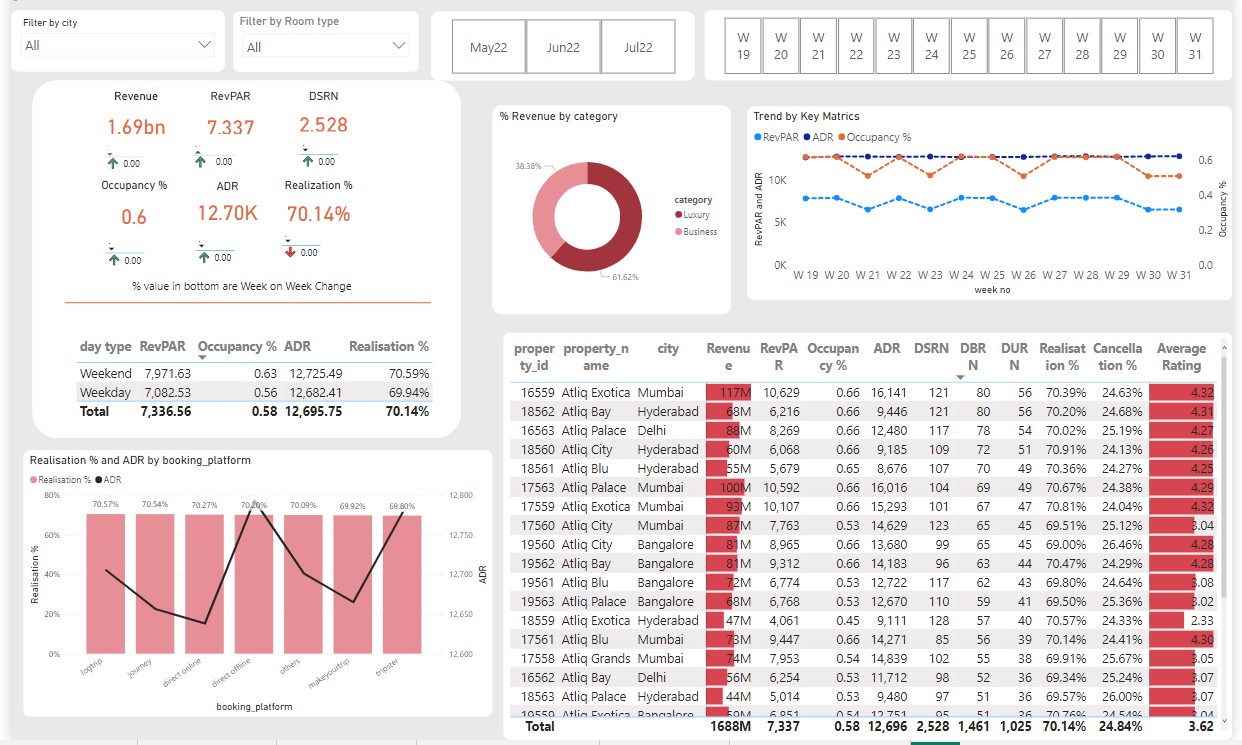 Filter by city
All
Filter by Room type
All
May22 Jun22 Jul22
W 19 W 20 W 21 W 22 W 23 W 24 W 25 W 26 W 27 W 28 W 29 W 30 W 31
Revenue RevPAR DSRN
1.69bn 7.337 2.528
0.00 0.00 0.00
Occupancy % ADR Realization %
0.6 12.70K 70.14%
0.00 0.00 0.00
% value in bottom are Week on Week Change
day type RevPAR Occupancy % ADR Realisation %
Weekend 7,971.63 0.63 12,725.49 70.59%
Weekday 7,082.53 0.56 12,682.41 69.94%
Total 7,336.56 0.58 12,695.75 70.14%
% Revenue by category
38.38%
61.62%
category
Luxury
Business
Trend by Key Matrics
RevPAR ADR Occupancy %
RevPAR and ADR
10K
5K
0K
0.6
0.4
0.2
0.0
Occupancy %
W 19 W 20 W 21 W 22 W 23 W 24 W 25 W 26 W 27 W 28 W 29 W 30 W 31
week no
Realisation % and ADR by booking_platform
Realisation % ADR
Realisation %
80%
60%
40%
20%
0%
70.57% 70.54% 70.27% 70.20% 70.09% 69.92% 69.80%
12,800
12,750
12,700
12,650
12,600
ADR
logtrip journey direct online direct offline others makeyourtrip tripster
booking_platform
property_id property_name city Revenue RevPAR Occupancy % ADR DSRN DBRN DURN Realisation % Cancellation % Average Rating
16559 Atliq Exotica Mumbai 117M 10,629 0.66 16,141 121 80 56 70.39% 24.63% 4.32
18562 Atliq Bay Hyderabad 68M 6,216 0.66 9,446 121 80 56 70.20% 24.68% 4.31
16563 Atliq Palace Delhi 88M 8,269 0.66 12,480 117 78 54 70.02% 25.19% 4.27
18560 Atliq City Hyderabad 60M 6,068 0.66 9,185 109 72 51 70.91% 24.13% 4.26
18561 Atliq Blu Hyderabad 55M 5,679 0.65 8,676 107 70 49 70.36% 24.27% 4.25
17563 Atliq Palace Mumbai 100M 10,592 0.66 16,016 104 69 49 70.67% 24.38% 4.29
17559 Atliq Exotica Mumbai 93M 10,107 0.66 15,293 101 67 47 70.81% 24.04% 4.32
17560 Atliq City Mumbai 87M 7,763 0.53 14,629 123 65 45 69.51% 25.12% 3.04
19560 Atliq City Bangalore 81M 8,965 0.66 13,680 99 65 45 69.00% 26.46% 4.28
19562 Atliq Bay Bangalore 81M 9,312 0.66 14,183 96 63 44 70.47% 24.29% 4.28
19561 Atliq Blu Bangalore 72M 6,774 0.53 12,722 117 62 43 69.80% 24.64% 3.08
19563 Atliq Palace Bangalore 68M 6,768 0.53 12,670 110 59 41 69.50% 25.36% 3.02
18559 Atliq Exotica Hyderabad 47M 4,061 0.45 9,111 128 57 40 70.57% 24.33% 2.33
17561 Atliq Blu Mumbai 73M 9,447 0.66 14,271 85 56 39 70.14% 24.41% 4.30
17558 Atliq Grands Mumbai 74M 7,953 0.54 14,839 102 55 38 69.91% 25.67% 3.05
16562 Atliq Bay Delhi 56M 6,254 0.53 11,712 98 52 36 69.34% 25.24% 3.07
18563 Atliq Palace Hyderabad 44M 5,014 0.53 9,480 97 51 36 69.57% 26.00% 3.07
19559 Atliq Exotica Bangalore 59M 6,851 0.54 12,751 95 51 36 70.76% 24.54% 3.04
Total 1688M 7,337 0.58 12,696 2,528 1,461 1,025 70.14% 24.84% 3.62